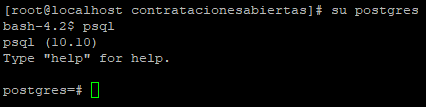 [root@localhost contratacionesabiertas]# su postgres
bash-4.2$ psql
psql (10.10)
Type "help" for help.

postgres=#